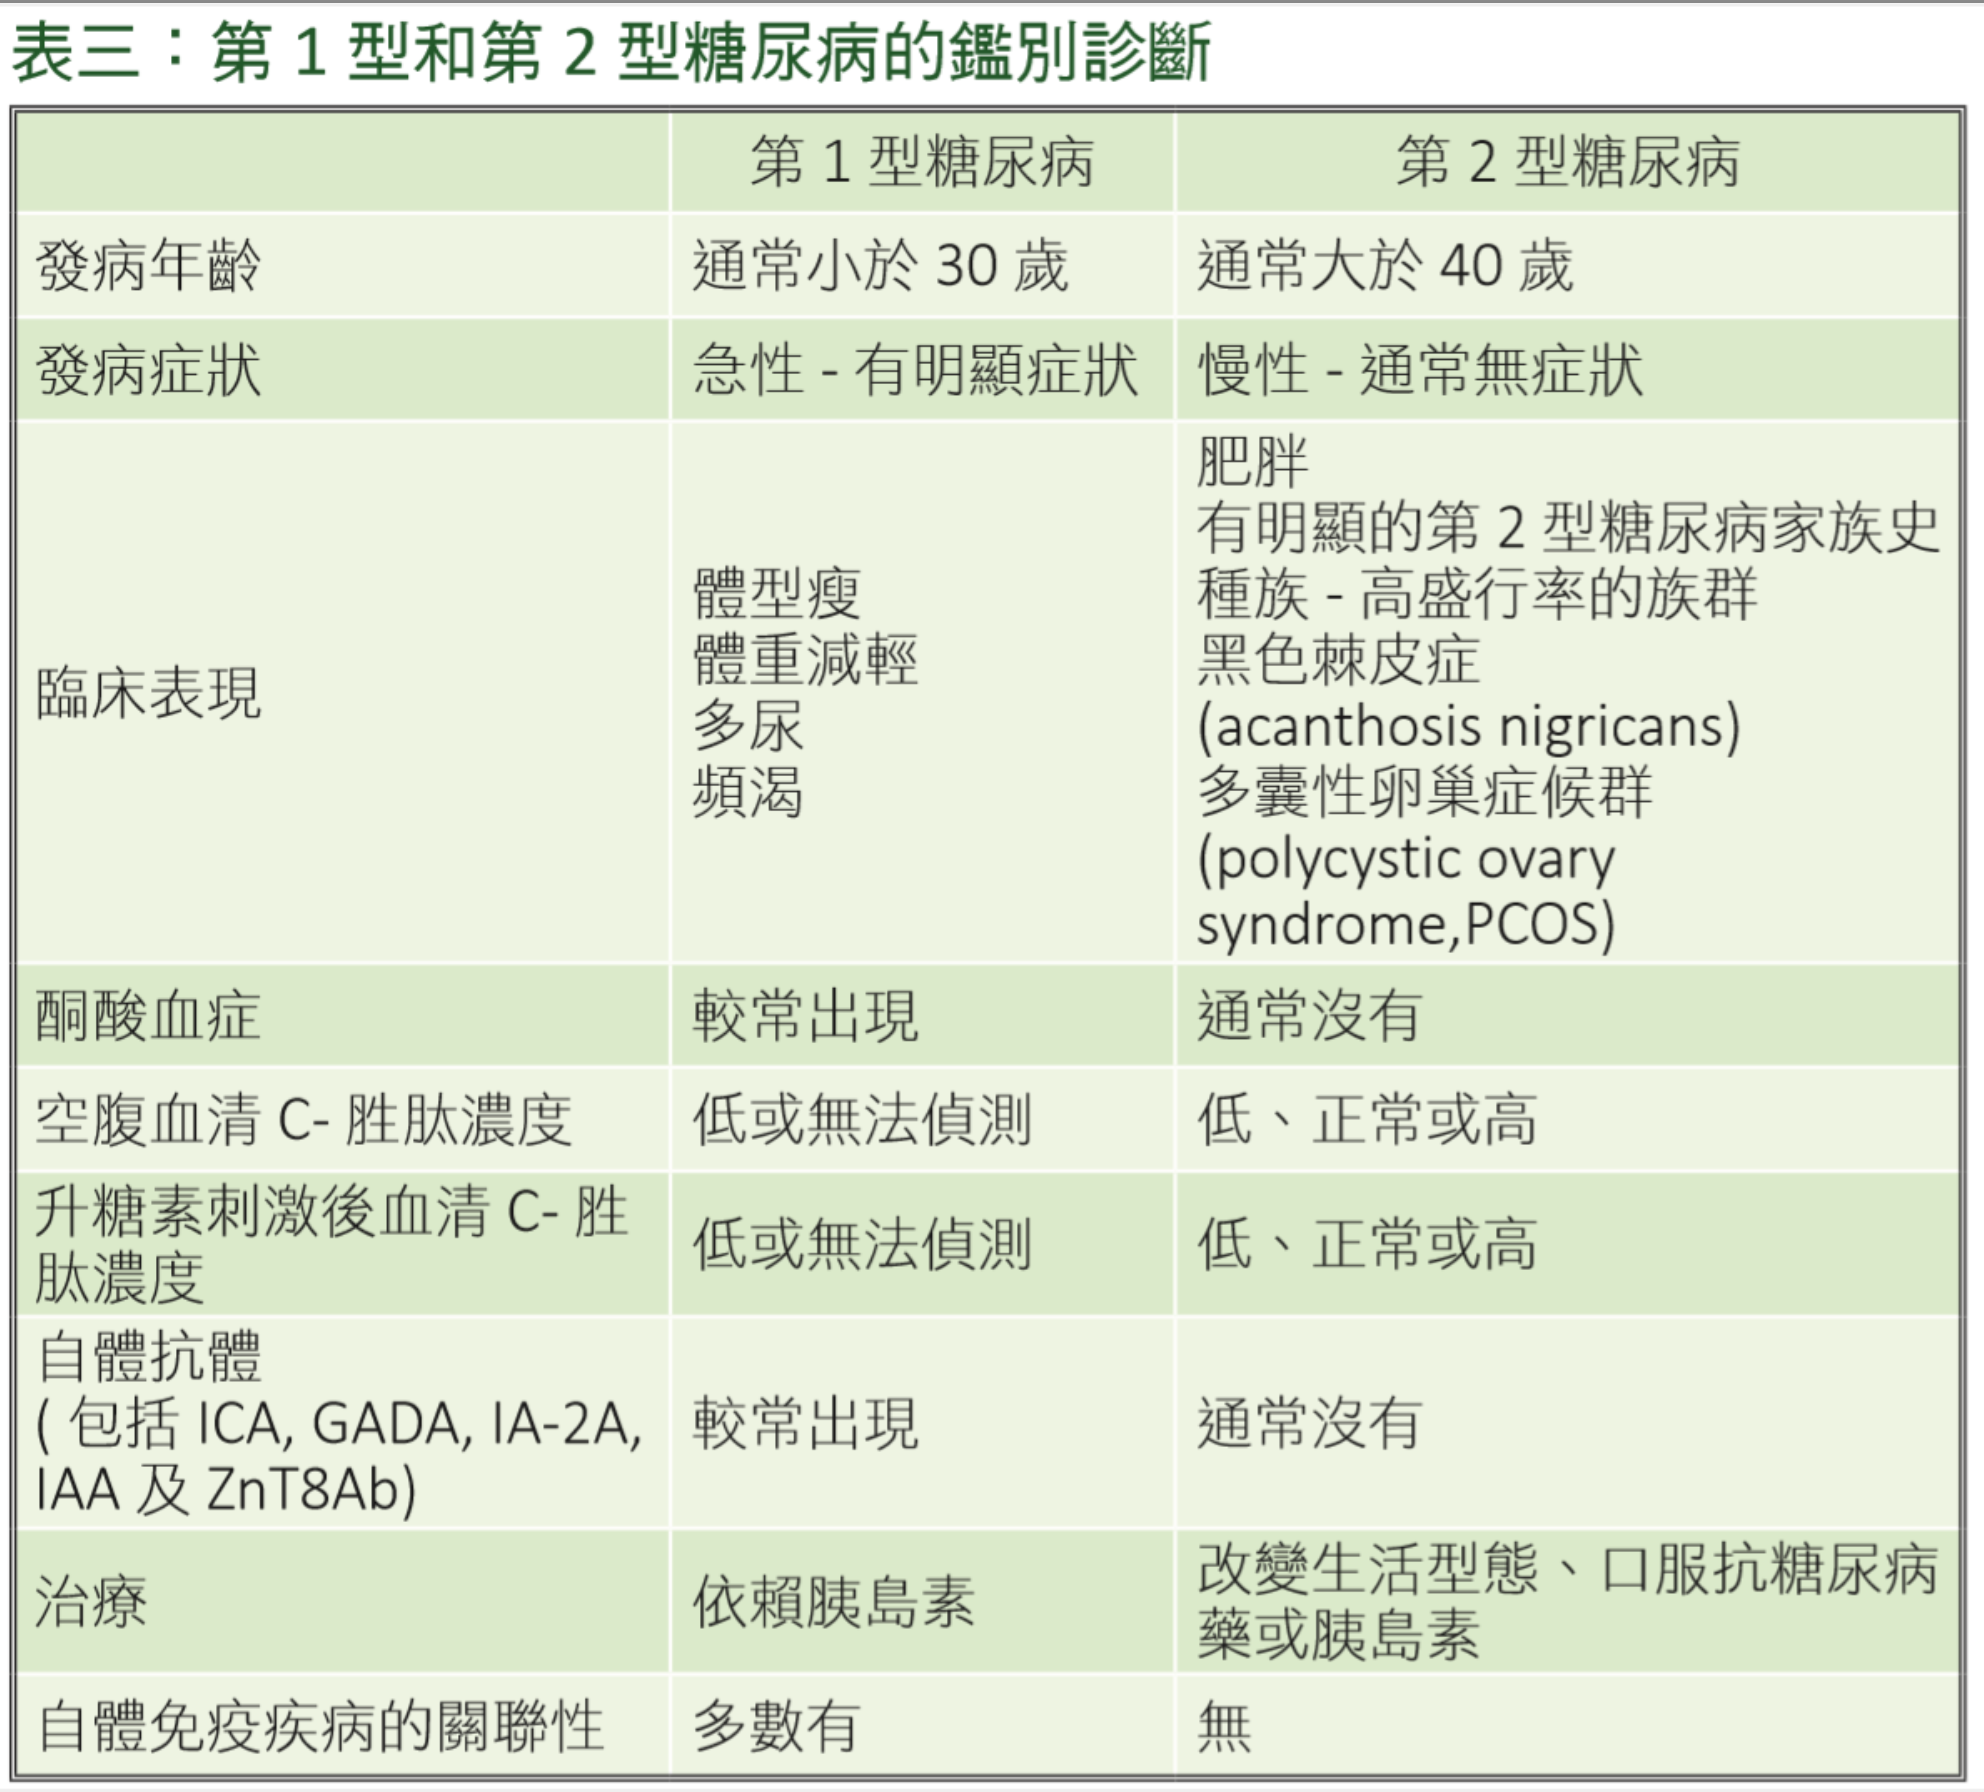 表三：第 1 型和第 2 型糖尿病的鑑別診斷
第 1 型糖尿病
第 2 型糖尿病
發病年齡
通常小於 30 歲
通常大於 40 歲
發病症狀
急性 - 有明顯症狀
慢性 - 通常無症狀
臨床表現
體型瘦
體重減輕
多尿
頻渴
肥胖
有明顯的第 2 型糖尿病家族史
種族 - 高盛行率的族群
黑色棘皮症
(acanthosis nigricans)
多囊性卵巢症候群
(polycystic ovary
syndrome,PCOS)
酮酸血症
較常出現
通常沒有
空腹血清 C- 胜肽濃度
低或無法偵測
低、正常或高
升糖素刺激後血清 C- 胜
肽濃度
低或無法偵測
低、正常或高
自體抗體
( 包括 ICA, GADA, IA-2A,
IAA 及 ZnT8Ab)
較常出現
通常沒有
治療
依賴胰島素
改變生活型態、口服抗糖尿病
藥或胰島素
自體免疫疾病的關聯性
多數有
無